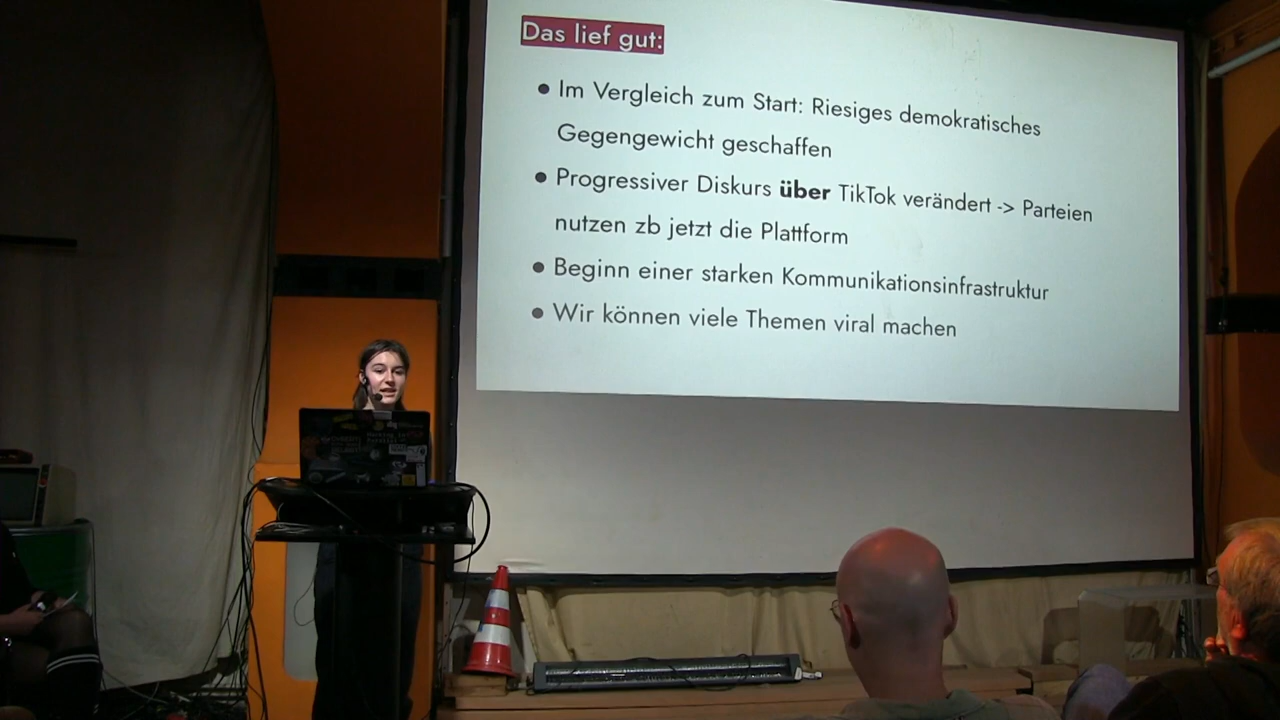 Das lief gut:
● Im Vergleich zum Start: Riesiges demokratisches
Gegengewicht geschaffen
● Progressiver Diskurs über TikTok verändert -> Parteien
nutzen zb jetzt die Plattform
● Beginn einer starken Kommunikationsinfrastruktur
● Wir können viele Themen viral machen